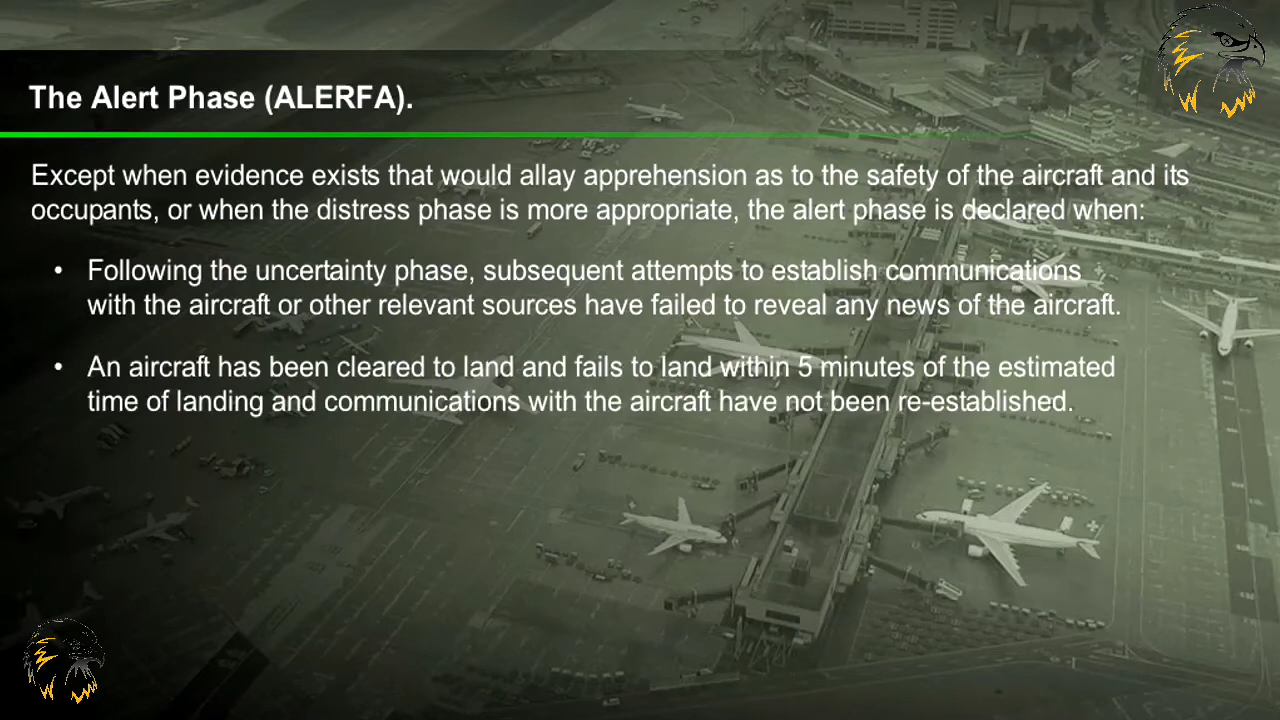 The Alert Phase (ALERFA).
Except when evidence exists that would allay apprehension as to the safety of the aircraft and its
occupants, or when the distress phase is more appropriate, the alert phase is declared when:
• Following the uncertainty phase, subsequent attempts to establish communications
with the aircraft or other relevant sources have failed to reveal any news of the aircraft.
• An aircraft has been cleared to land and fails to land within 5 minutes of the estimated
time of landing and communications with the aircraft have not been re-established.